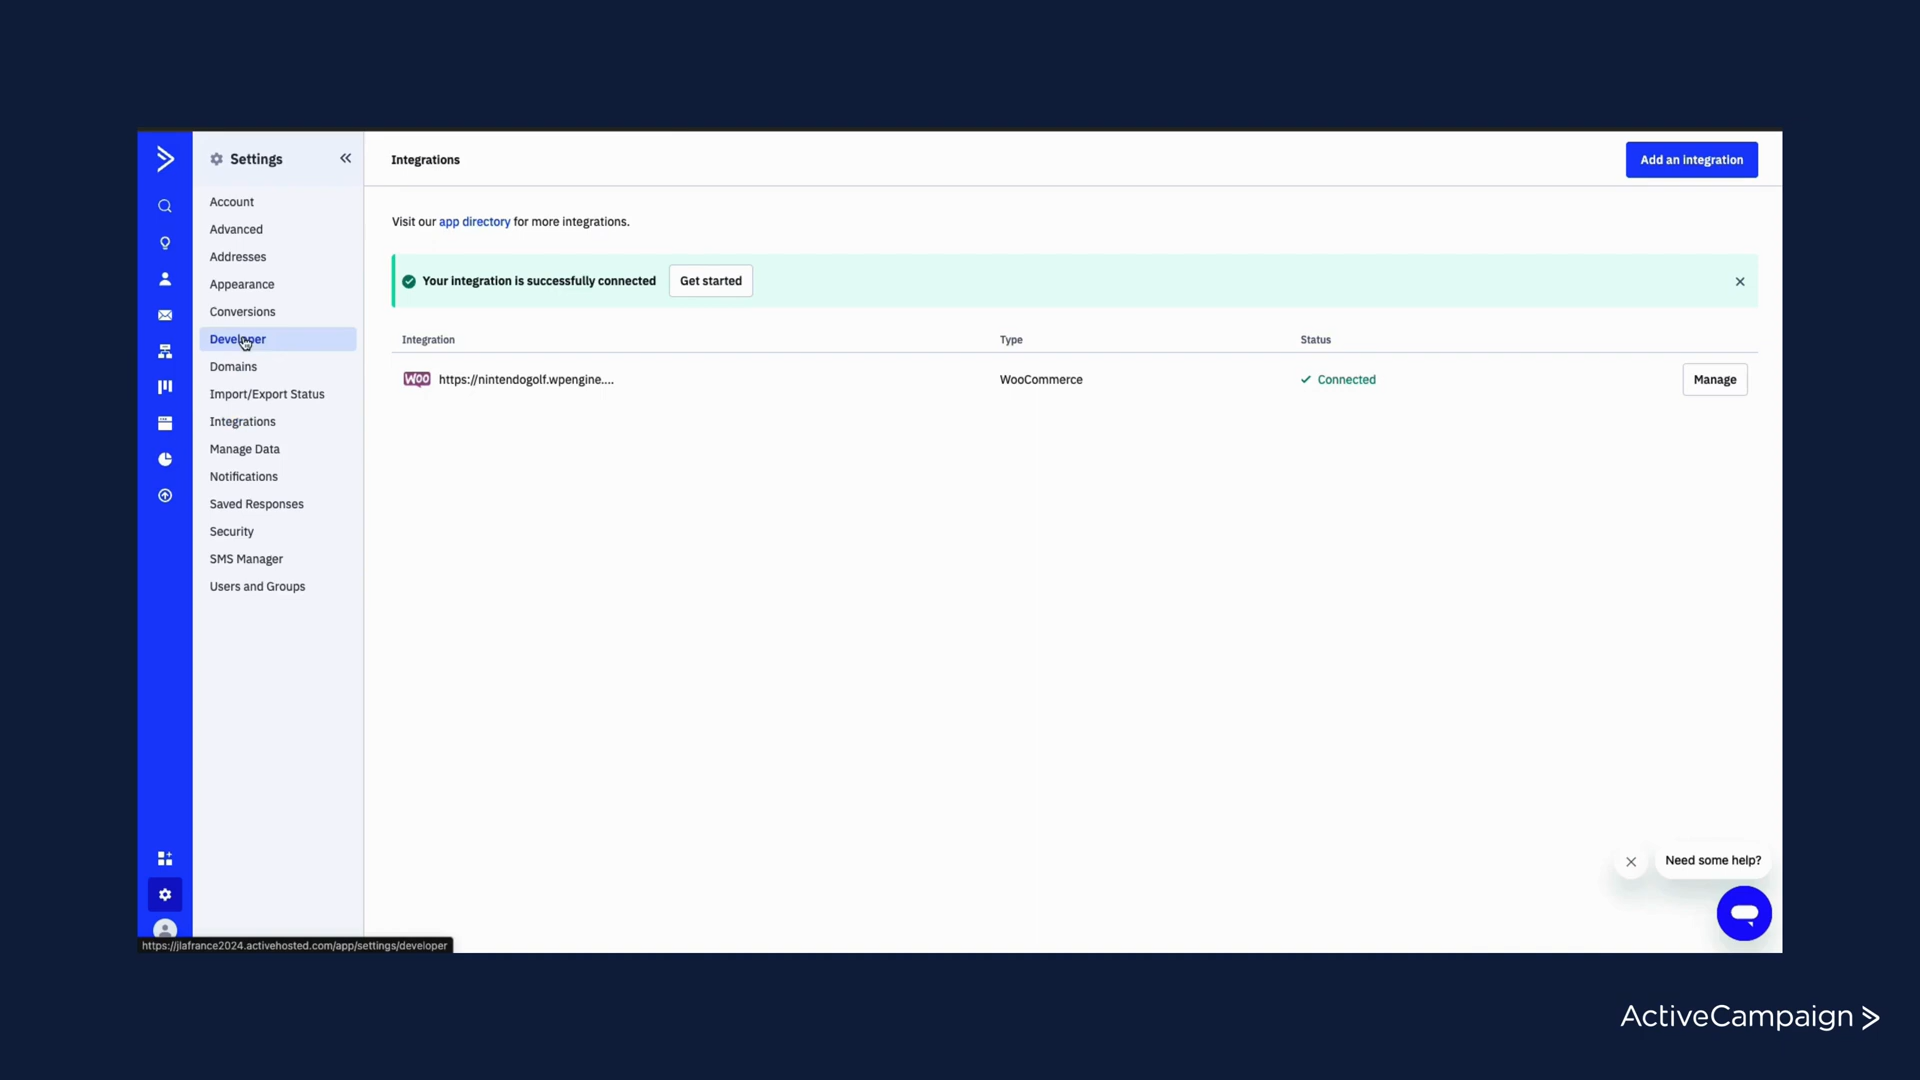 Settings
Account
Advanced
Addresses
Appearance
Conversions
Developer
Domains
Import/Export Status
Integrations
Manage Data
Notifications
Saved Responses
Security
SMS Manager
Users and Groups
https://jlafrance2024.activehosted.com/app/settings/developer
Integrations
Add an integration
Visit our app directory for more integrations.
Your integration is successfully connected
Get started
Integration Type Status
Woo https://nintendogolf.wpengine.... WooCommerce Connected Manage
Need some help?
ActiveCampaign